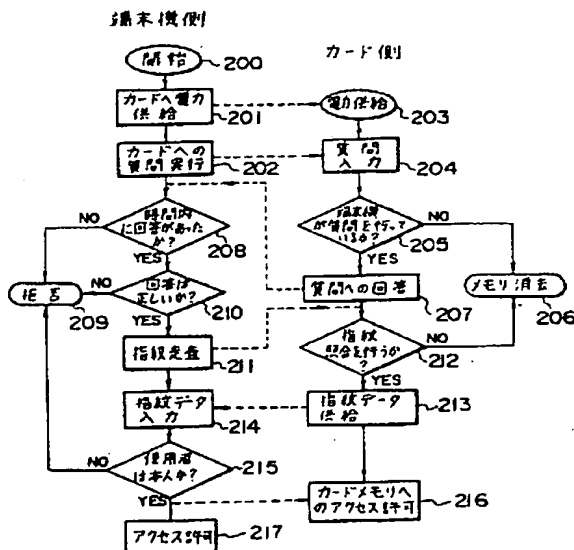 端末機側
カード側
開始
200
カードへ電力
供給
201
電力供給
203
カードへの
質問実行
202
質問
入力
204
時間内
に回答があった
か?
208
NO
YES
端末機
が質問を行って
いるか?
205
NO
YES
拒否
209
NO
回答は
正しいか?
210
YES
質問への回答
207
メモリ消去
206
指紋走査
211
指紋
照合を行うか
?
212
NO
YES
指紋データ
入力
214
指紋データ
供給
213
NO
使用者
は本人か?
215
YES
カードメモリへ
のアクセス許可
216
アクセス許可
217